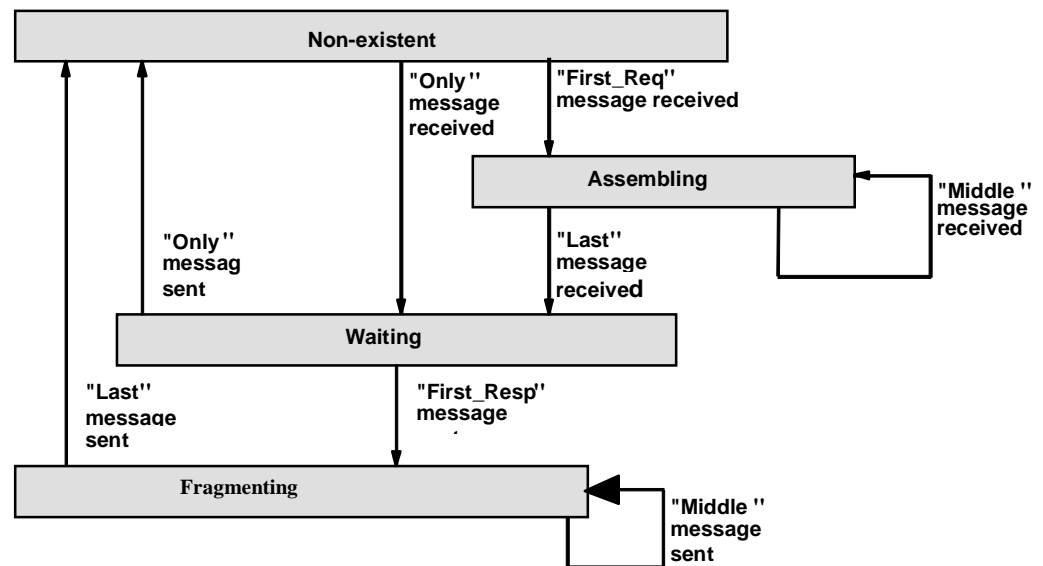 Non-existent
"Only"
message
received
"First_Req"
message received
Assembling
"Middle"
message
received
"Only"
messag
sent
"Last"
message
received
Waiting
"Last"
message
sent
"First_Resp"
message
Fragmenting
"Middle"
message
sent